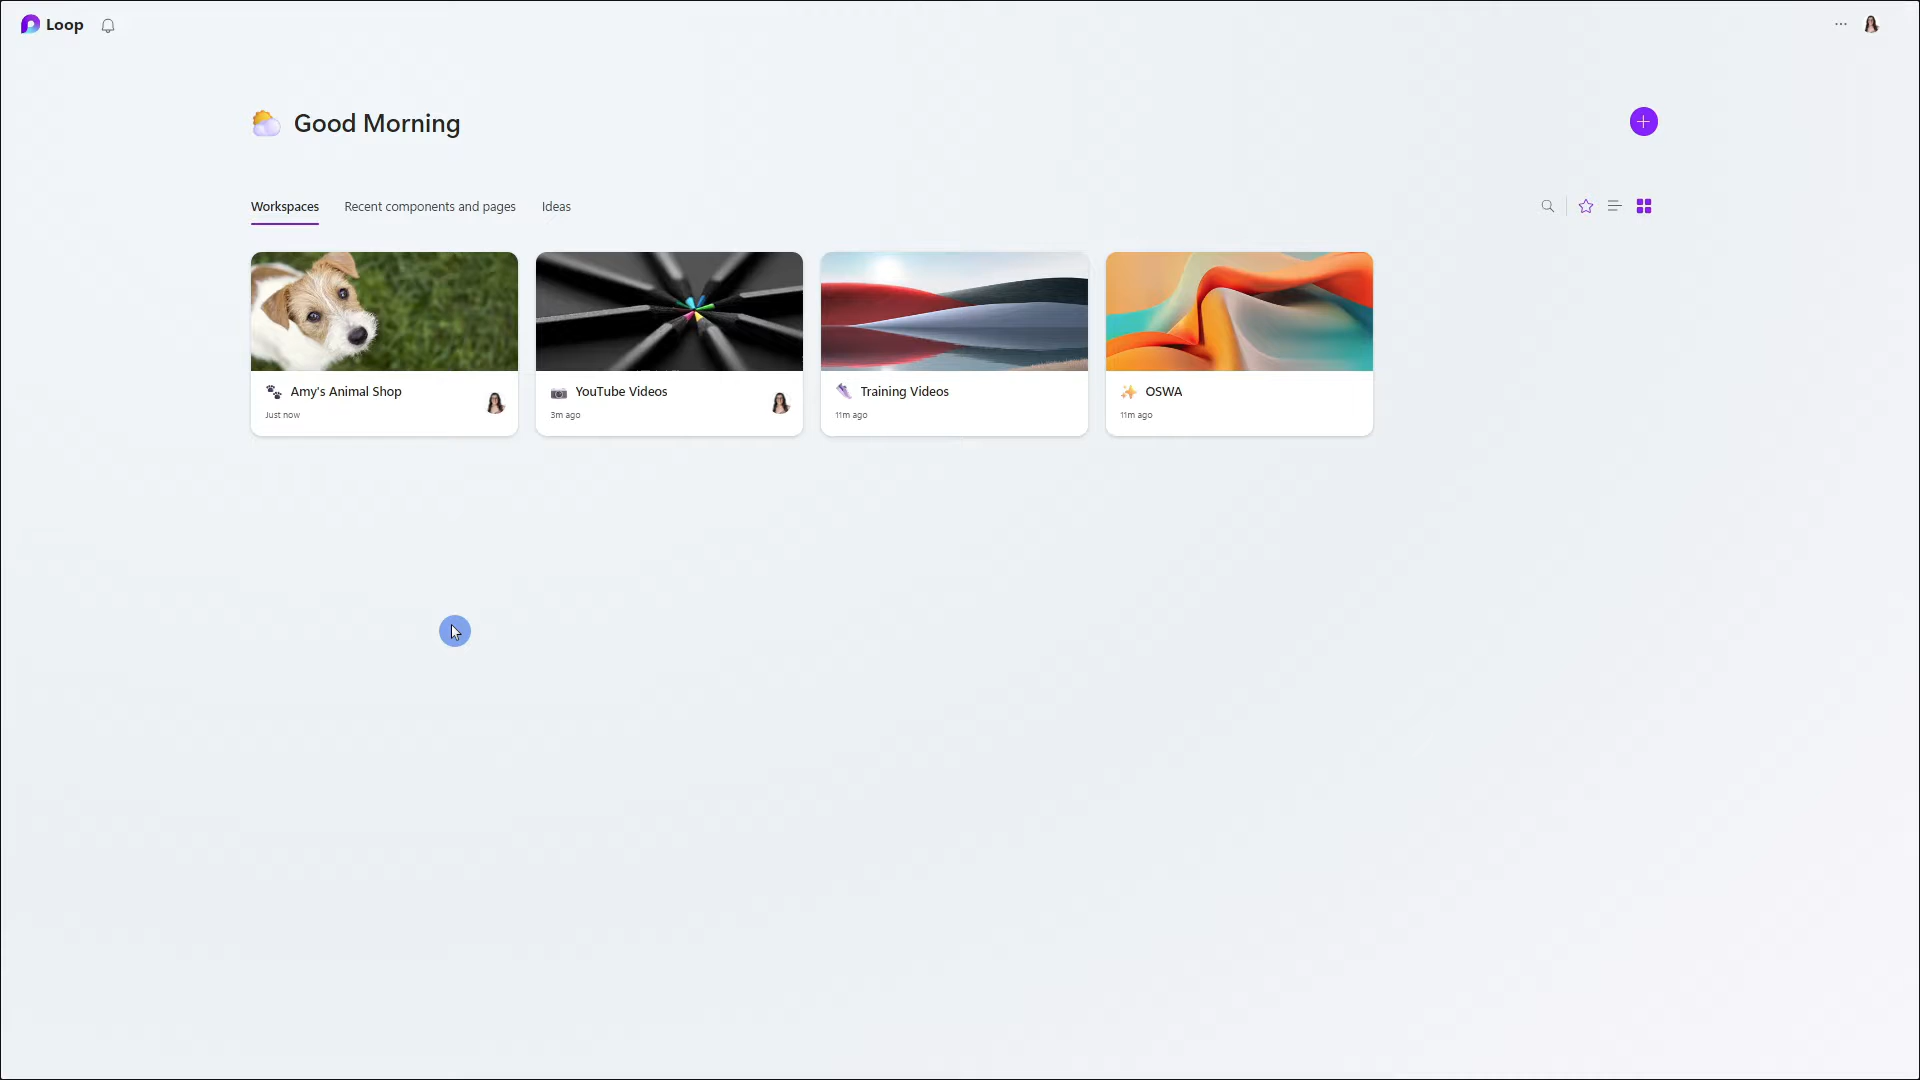 Loop
Good Morning
Workspaces Recent components and pages Ideas
Amy's Animal Shop
Just now
YouTube Videos
3m ago
Training Videos
11m ago
OSWA
11m ago